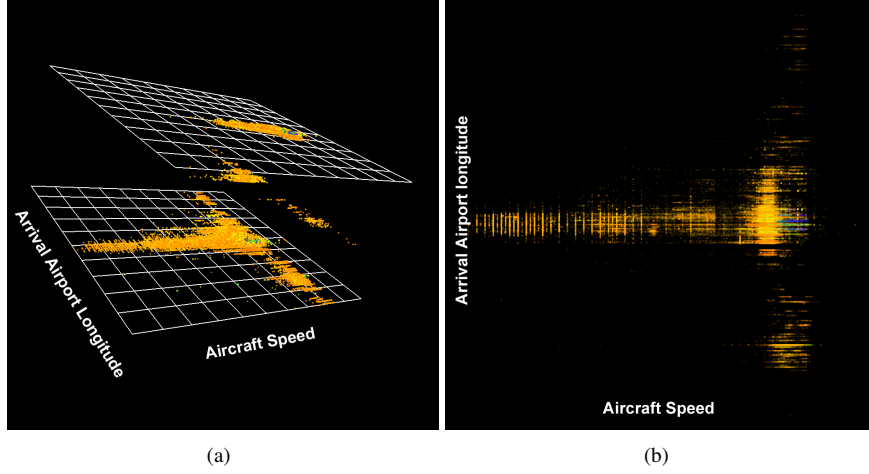 Arrival Airport Longitude
Aircraft Speed
(a)
Arrival Airport longitude
Aircraft Speed
(b)